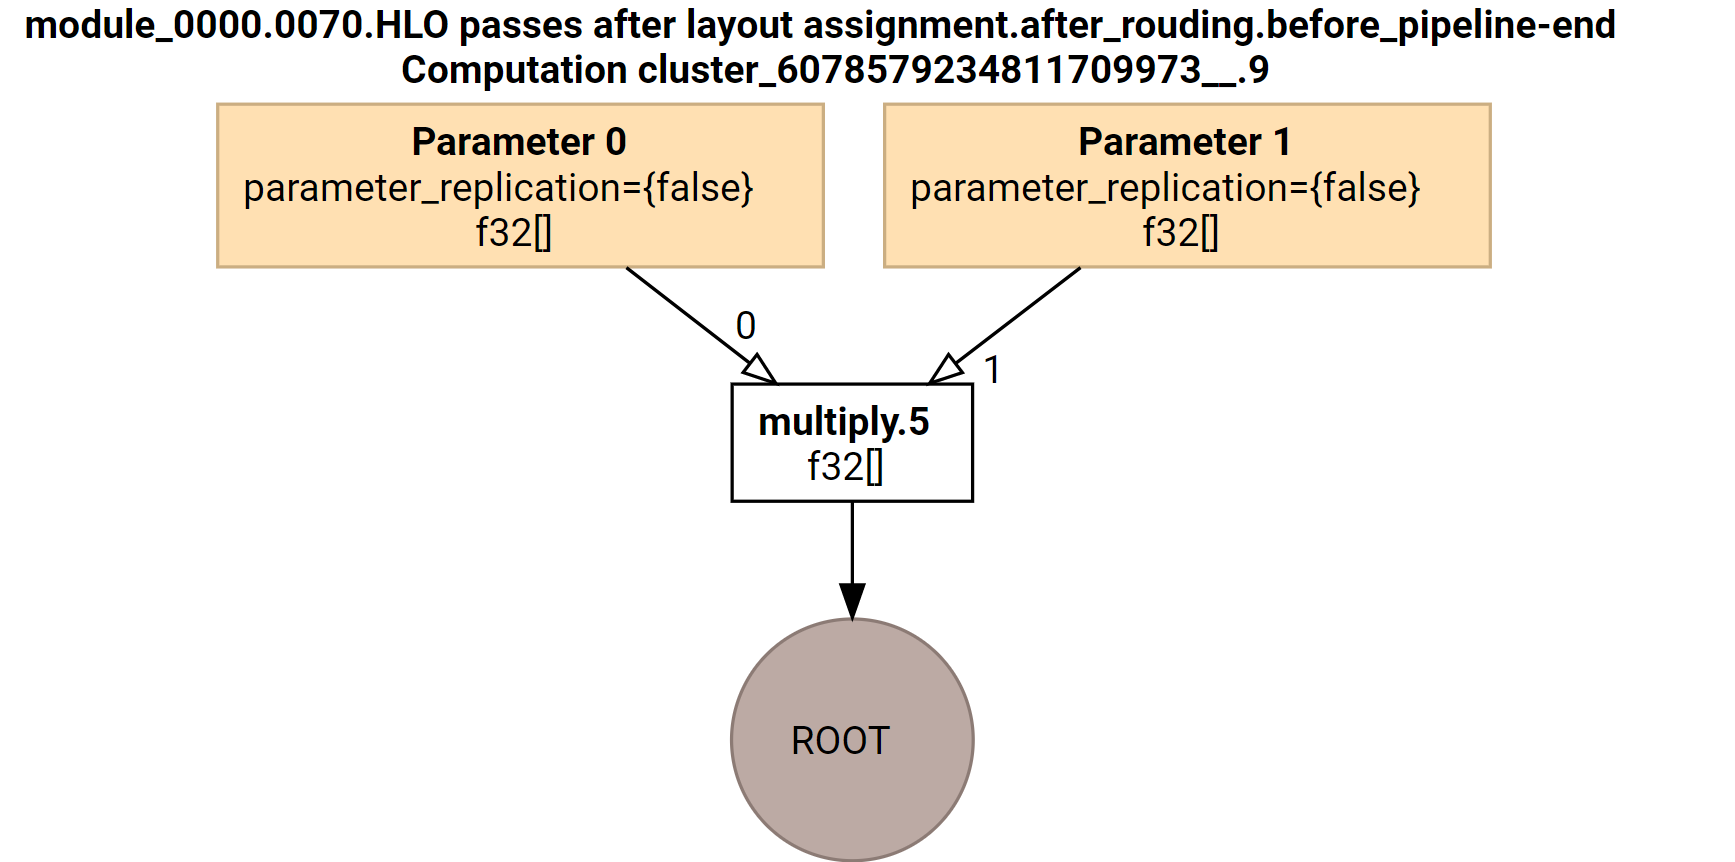 module_0000.0070.HLO passes after layout assignment.after_rouding.before_pipeline-end
Computation cluster_6078579234811709973__.9
Parameter 0
parameter_replication={false}
f32[]
Parameter 1
parameter_replication={false}
f32[]
0
1
multiply.5
f32[]
ROOT